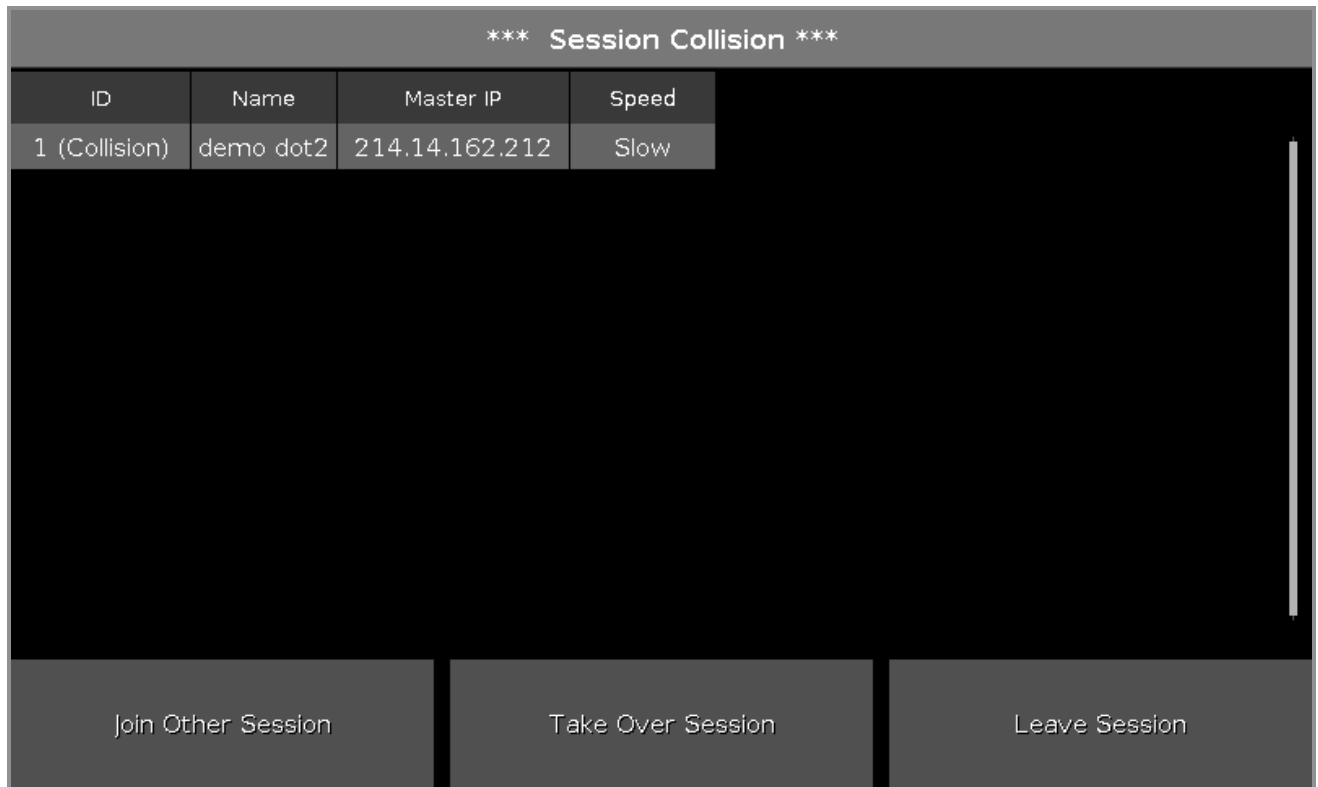 *** Session Collision ***
ID Name Master IP Speed
1 (Collision) demo dot2 214.14.162.212 Slow
Join Other Session Take Over Session Leave Session